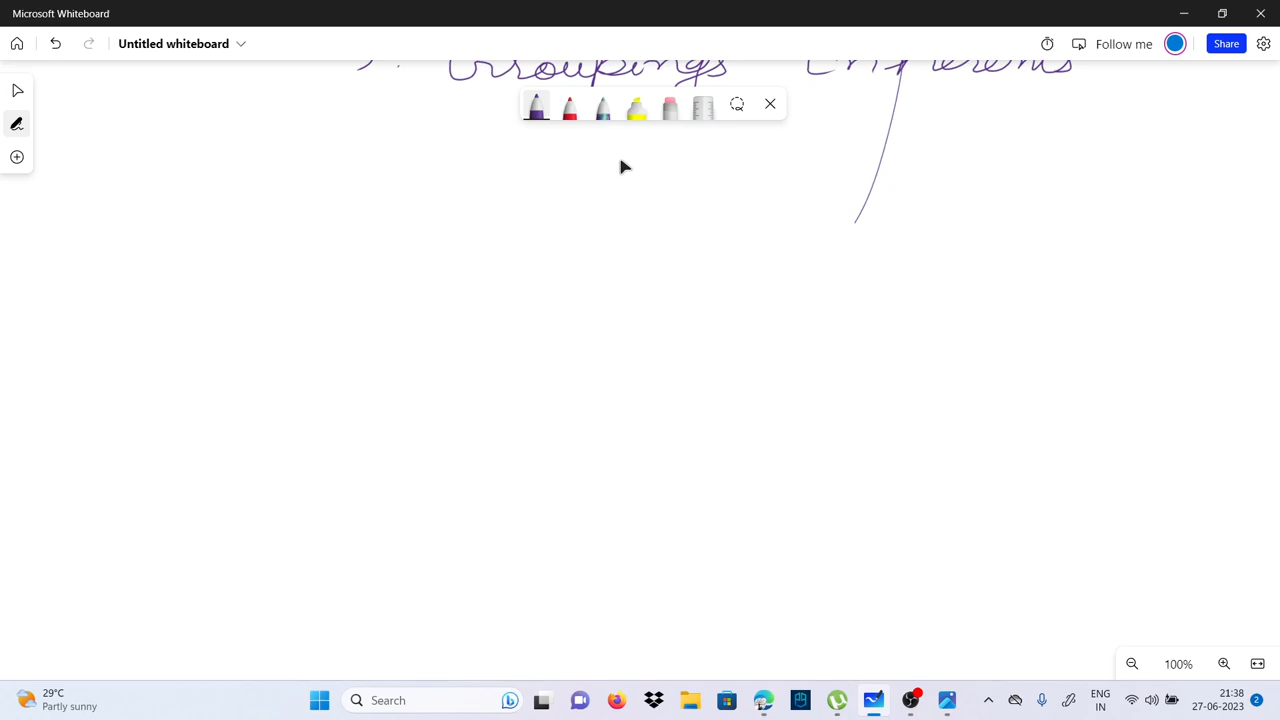 Microsoft Whiteboard
Untitled whiteboard
Follow me
Share
Groupings
100%
29°C
Partly sunny
Search
ENG
IN
21:38
27-06-2023
2